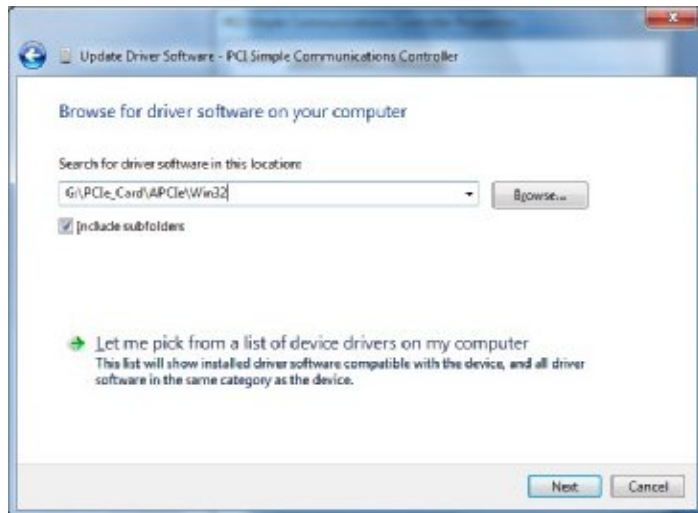 Update Driver Software - PCI Simple Communications Controller
Browse for driver software on your computer
Search for driver software in this location:
G:\PCIe_Card\APCIe\Win32
Browse...
Include subfolders
Let me pick from a list of device drivers on my computer
This list will show installed driver software compatible with the device, and all driver
software in the same category as the device.
Next
Cancel